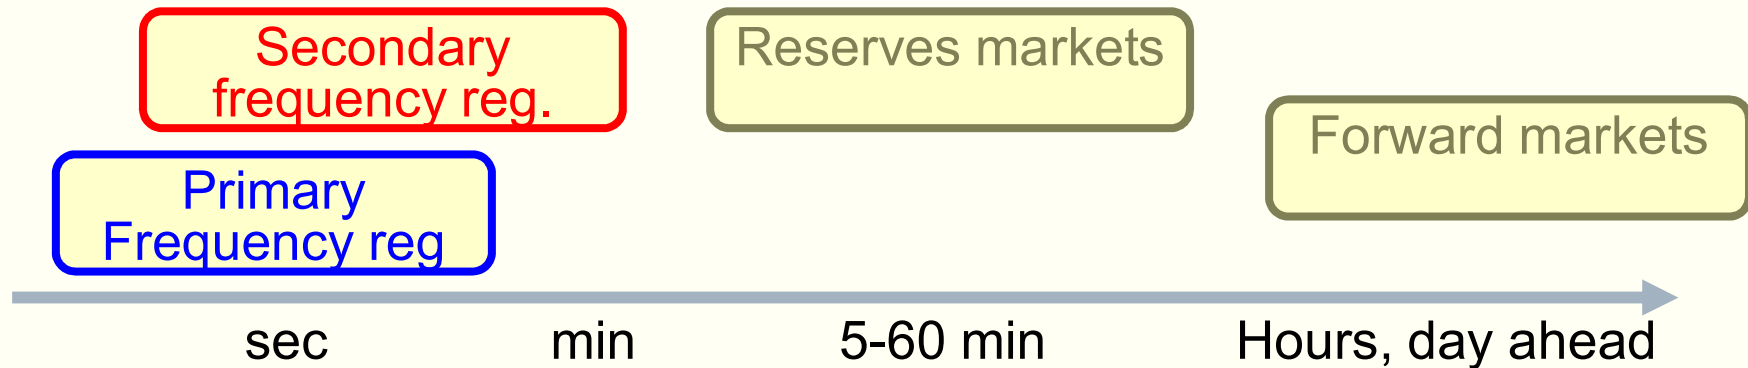 Secondary
frequency reg.
Reserves markets
Forward markets
Primary
Frequency reg
sec
min
5-60 min
Hours, day ahead